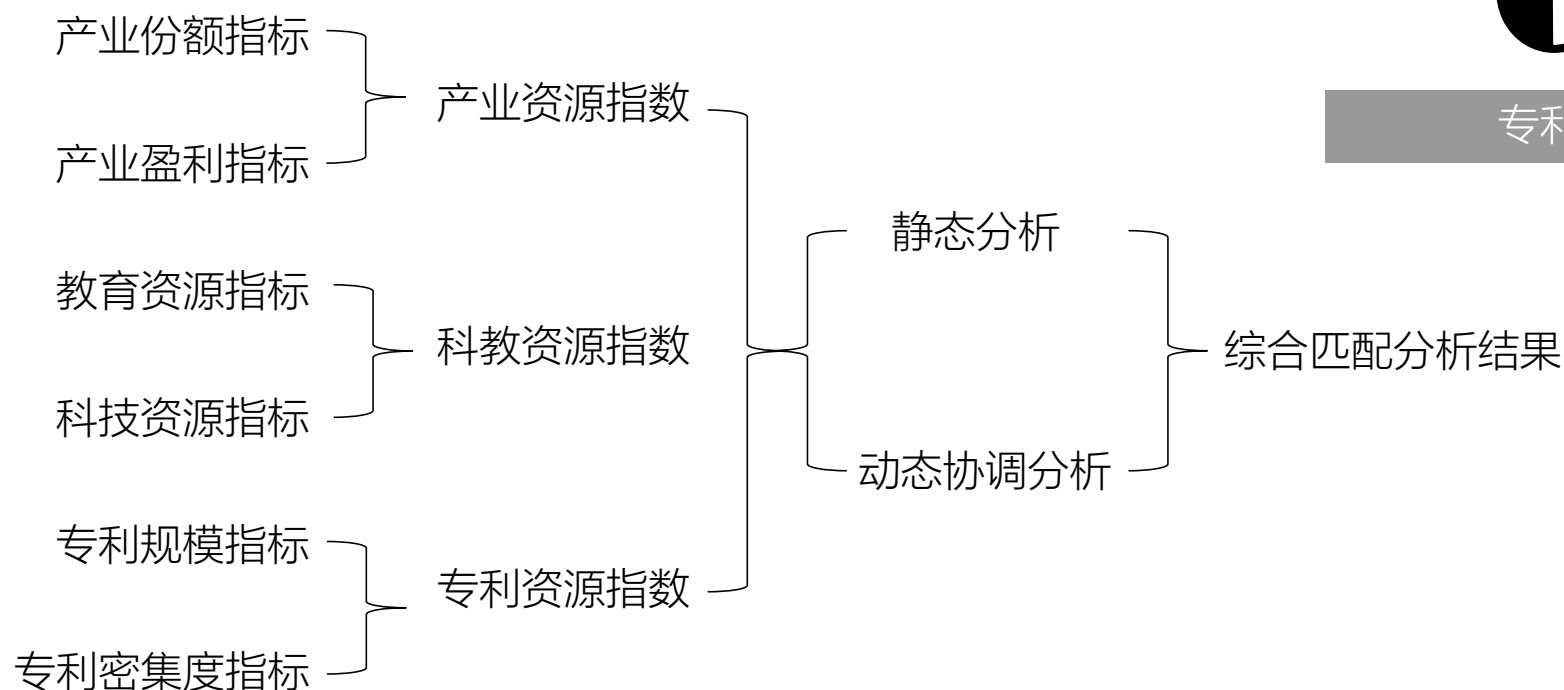 产业份额指标
产业资源指数
产业盈利指标
教育资源指标
科教资源指数
科技资源指标
专利规模指标
专利资源指数
专利密集度指标
静态分析
动态协调分析
综合匹配分析结果
专